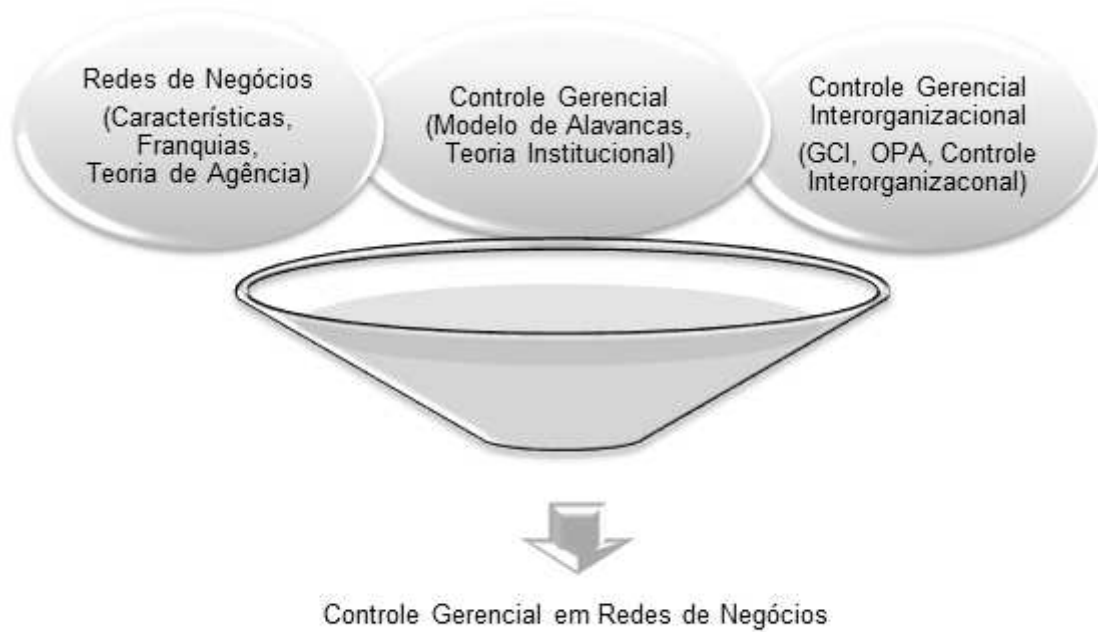 Redes de Negócios
(Características,
Franquias,
Teoria de Agência)
Controle Gerencial
(Modelo de Alavancas,
Teoria Institucional)
Controle Gerencial
Interorganizacional
(GCI, OPA, Controle
Interorganizaconal)
Controle Gerencial em Redes de Negócios